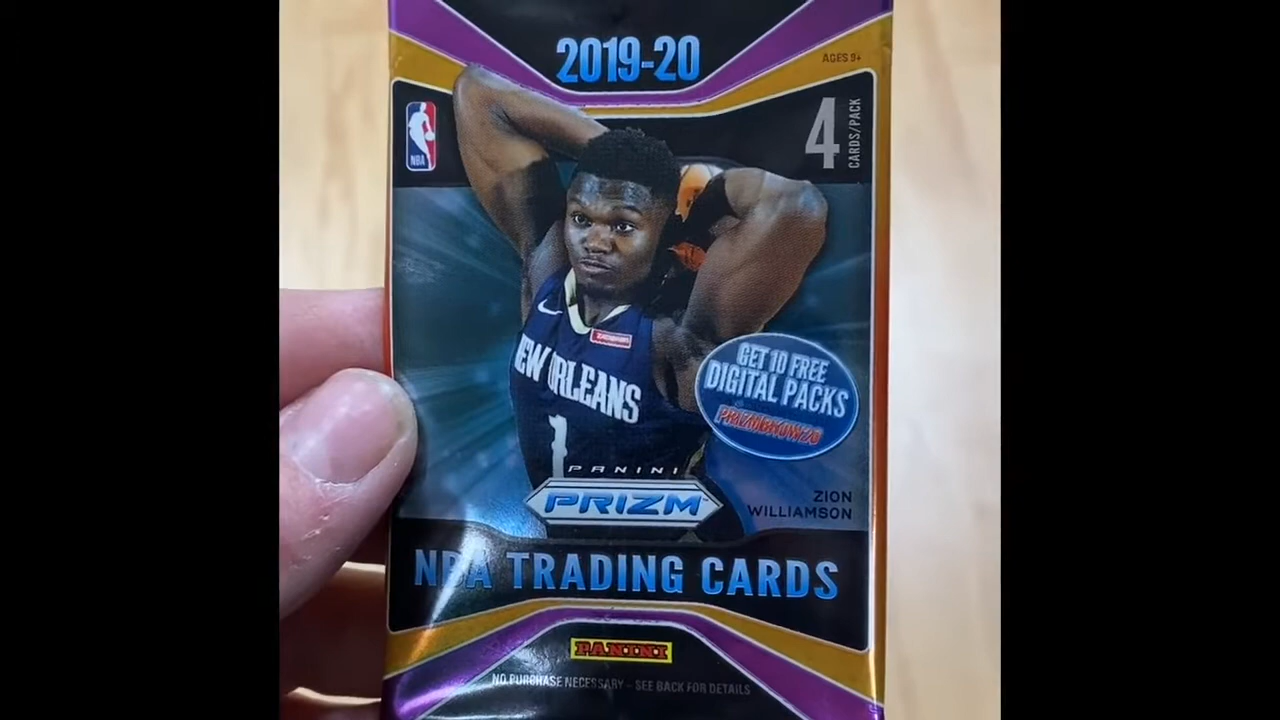 2019-20
AGES 9+
NBA
4
CARDS/PACK
NEW ORLEANS
1
GET 10 FREE
DIGITAL PACKS
PANINI
PRIZM
ZION
WILLIAMSON
NBA TRADING CARDS
PANINI
NO PURCHASE NECESSARY – SEE BACK FOR DETAILS